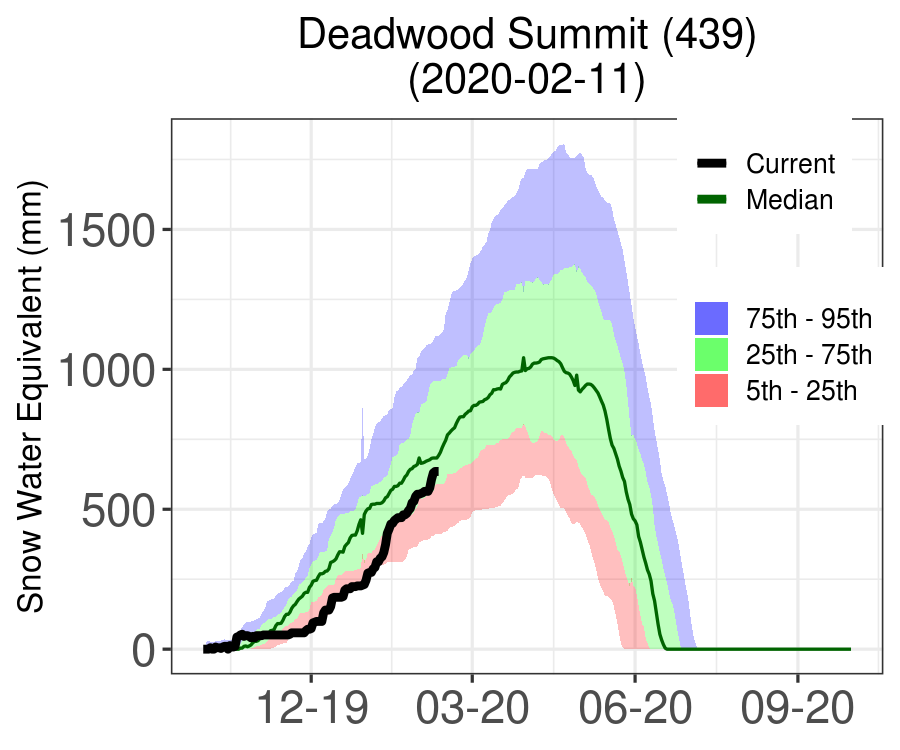 Deadwood Summit (439)
(2020-02-11)
Snow Water Equivalent (mm)
1500
1000
500
0
12-19
03-20
06-20
09-20
Current
Median
75th - 95th
25th - 75th
5th - 25th